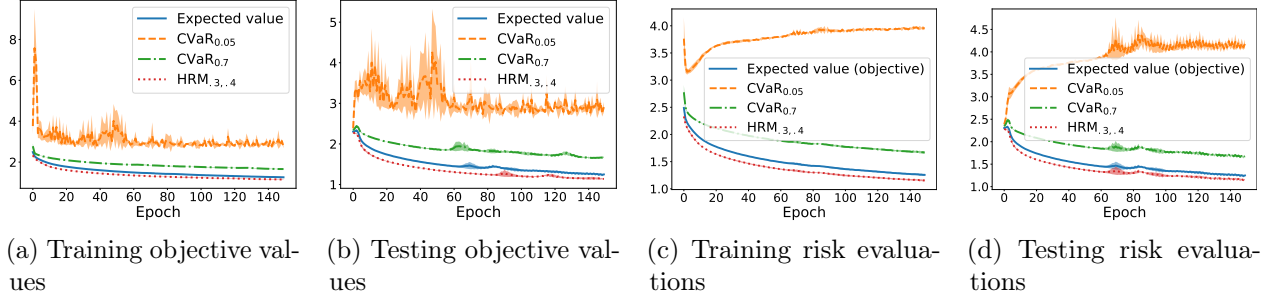 8
6
4
2
0 20 40 60 80 100 120 140
Epoch
Expected value
CVaR0.05
CVaR0.7
HRM.3,.4
(a) Training objective val-
ues
5
4
3
2
1
0 20 40 60 80 100 120 140
Epoch
Expected value
CVaR0.05
CVaR0.7
HRM.3,.4
(b) Testing objective val-
ues
4.0
3.5
3.0
2.5
2.0
1.5
1.0
0 20 40 60 80 100 120 140
Epoch
Expected value (objective)
CVaR0.05
CVaR0.7
HRM.3,.4
(c) Training risk evalua-
tions
4.5
4.0
3.5
3.0
2.5
2.0
1.5
1.0
0 20 40 60 80 100 120 140
Epoch
Expected value (objective)
CVaR0.05
CVaR0.7
HRM.3,.4
(d) Testing risk evalua-
tions